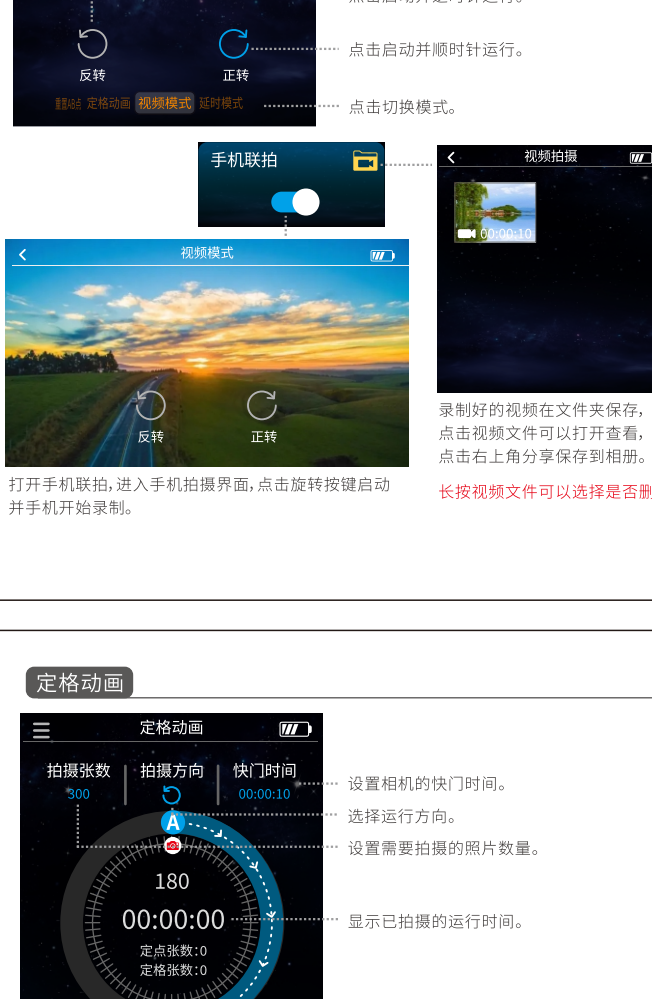 点击启动并顺时针运行。
反转
正转
重置AB点 定格动画 视频模式 延时模式
点击切换模式。
手机联拍
视频拍摄
00:00:10
视频模式
反转
正转
录制好的视频在文件夹保存,
点击视频文件可以打开查看,
点击右上角分享保存到相册。
长按视频文件可以选择是否删
打开手机联拍,进入手机拍摄界面,点击旋转按键启动
并手机开始录制。
定格动画
定格动画
拍摄张数
拍摄方向
快门时间
300
00:00:10
设置相机的快门时间。
A
选择运行方向。
设置需要拍摄的照片数量。
180
00:00:00
显示已拍摄的运行时间。
定点张数:0
定格张数:0